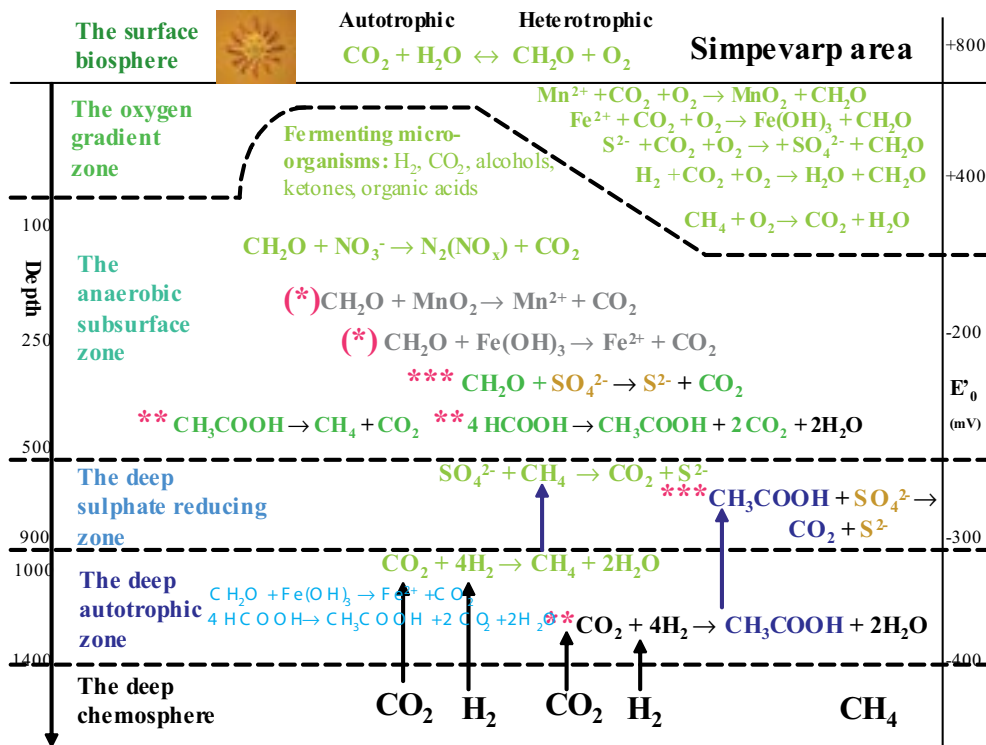 The surface
biosphere
Autotrophic
Heterotrophic
CO₂ + H₂O ↔ CH₂O + O₂
Simpevarp area
+800
The oxygen
gradient
zone
Fermenting micro-
organisms: H₂, CO₂, alcohols,
ketones, organic acids
Mn²⁺ +CO₂ +O₂ → MnO₂ + CH₂O
Fe²⁺ + CO₂ + O₂ → Fe(OH)₃ + CH₂O
S²⁻ +CO₂ + O₂ → + SO₄²⁻ + CH₂O
H₂ + CO₂ + O₂ → H₂O + CH₂O
+400
CH₄ + O₂ → CO₂ + H₂O
100
Depth
The
anaerobic
subsurface
zone
CH₂O + NO₃⁻ → N₂(NOₓ) + CO₂
(*)CH₂O + MnO₂ → Mn²⁺ + CO₂
250
(*) CH₂O + Fe(OH)₃ → Fe²⁺ + CO₂
-200
*** CH₂O + SO₄²⁻ → S²⁻ + CO₂
E'₀
(mV)
** CH₃COOH → CH₄ + CO₂
**4 HCOOH → CH₃COOH + 2 CO₂ + 2H₂O
500
The deep
sulphate reducing
zone
SO₄²⁻ + CH₄ → CO₂ + S²⁻
***CH₃COOH + SO₄²⁻ →
CO₂ + S²⁻
900
-300
1000
The deep
autotrophic
zone
CO₂ + 4H₂ → CH₄ + 2H₂O
CH₂O +Fe(OH)₃ → Fe²⁺ +CO₂
4 HCOOH → CH₃COOH +2 CO₂ +2H₂O
**CO₂ + 4H₂ → CH₃COOH + 2H₂O
1400
-400
The deep
chemosphere
CO₂ H₂ CO₂ H₂ CH₄